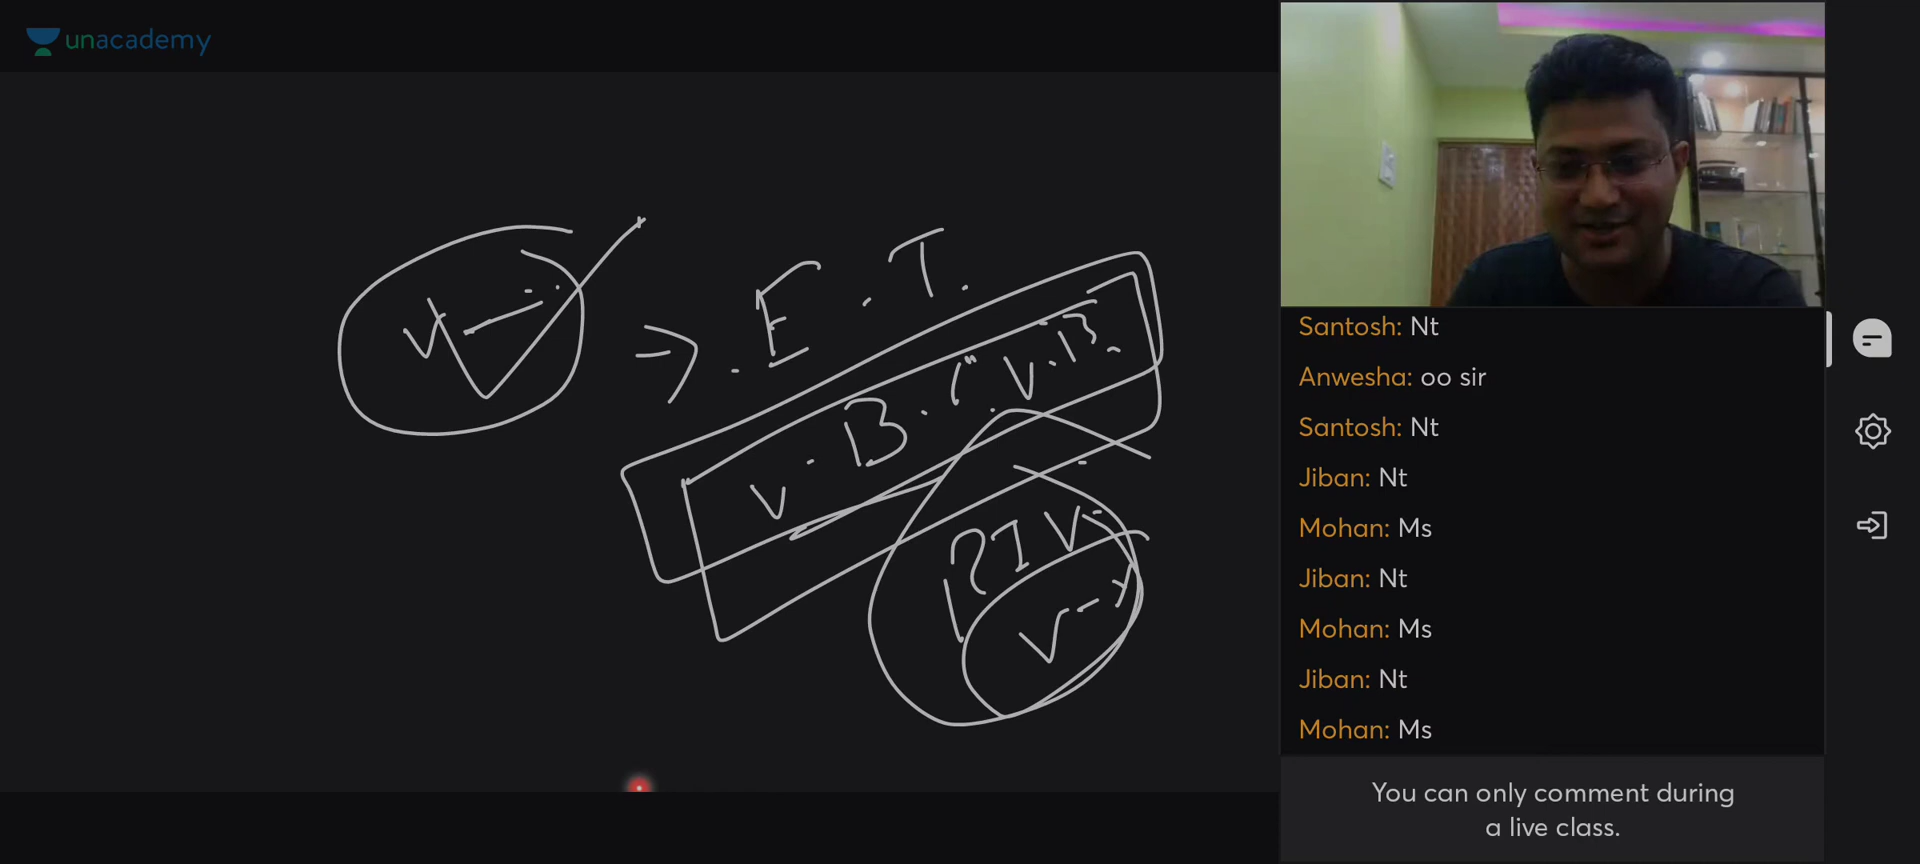 unacademy
E.T.
V.B.
V.B.
Santosh: Nt
Anwesha: oo sir
Santosh: Nt
Jiban: Nt
Mohan: Ms
Jiban: Nt
Mohan: Ms
Jiban: Nt
Mohan: Ms
You can only comment during
a live class.